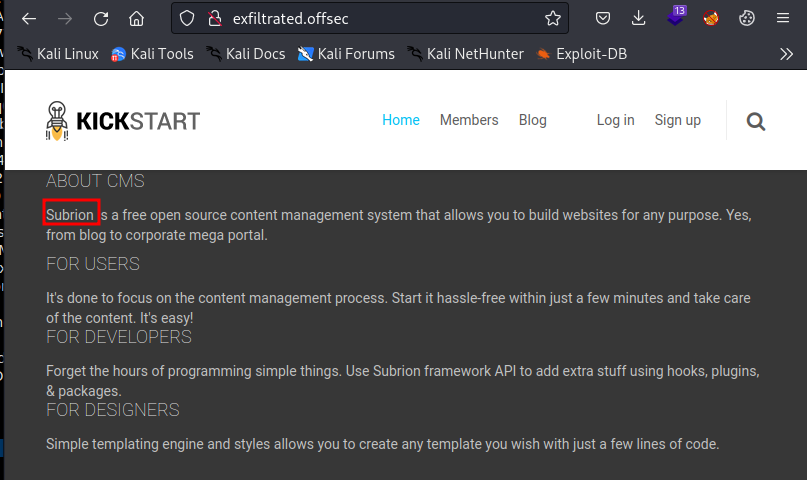 exfiltrated.offsec
13
Kali Linux Kali Tools Kali Docs Kali Forums Kali NetHunter Exploit-DB
KICKSTART Home Members Blog Log in Sign up
ABOUT CMS
Subrion is a free open source content management system that allows you to build websites for any purpose. Yes,
from blog to corporate mega portal.
FOR USERS
It's done to focus on the content management process. Start it hassle-free within just a few minutes and take care
of the content. It's easy!
FOR DEVELOPERS
Forget the hours of programming simple things. Use Subrion framework API to add extra stuff using hooks, plugins,
& packages.
FOR DESIGNERS
Simple templating engine and styles allows you to create any template you wish with just a few lines of code.